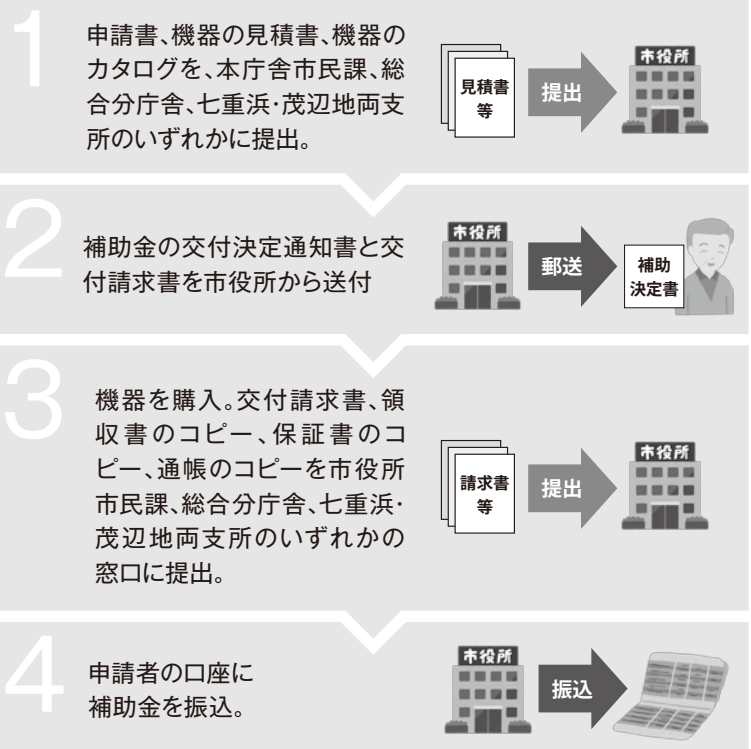 1
申請書、機器の見積書、機器の
カタログを、本庁舎市民課、総
合分庁舎、七重浜・茂辺地両支
所のいずれかに提出。
見積書
等
提出
市役所
2
補助金の交付決定通知書と交
付請求書を市役所から送付
市役所
郵送
補助
決定書
3
機器を購入。交付請求書、領
収書のコピー、保証書のコ
ピー、通帳のコピーを市役所
市民課、総合分庁舎、七重浜・
茂辺地両支所のいずれかの
窓口に提出。
請求書
等
提出
市役所
4
申請者の口座に
補助金を振込。
市役所
振込